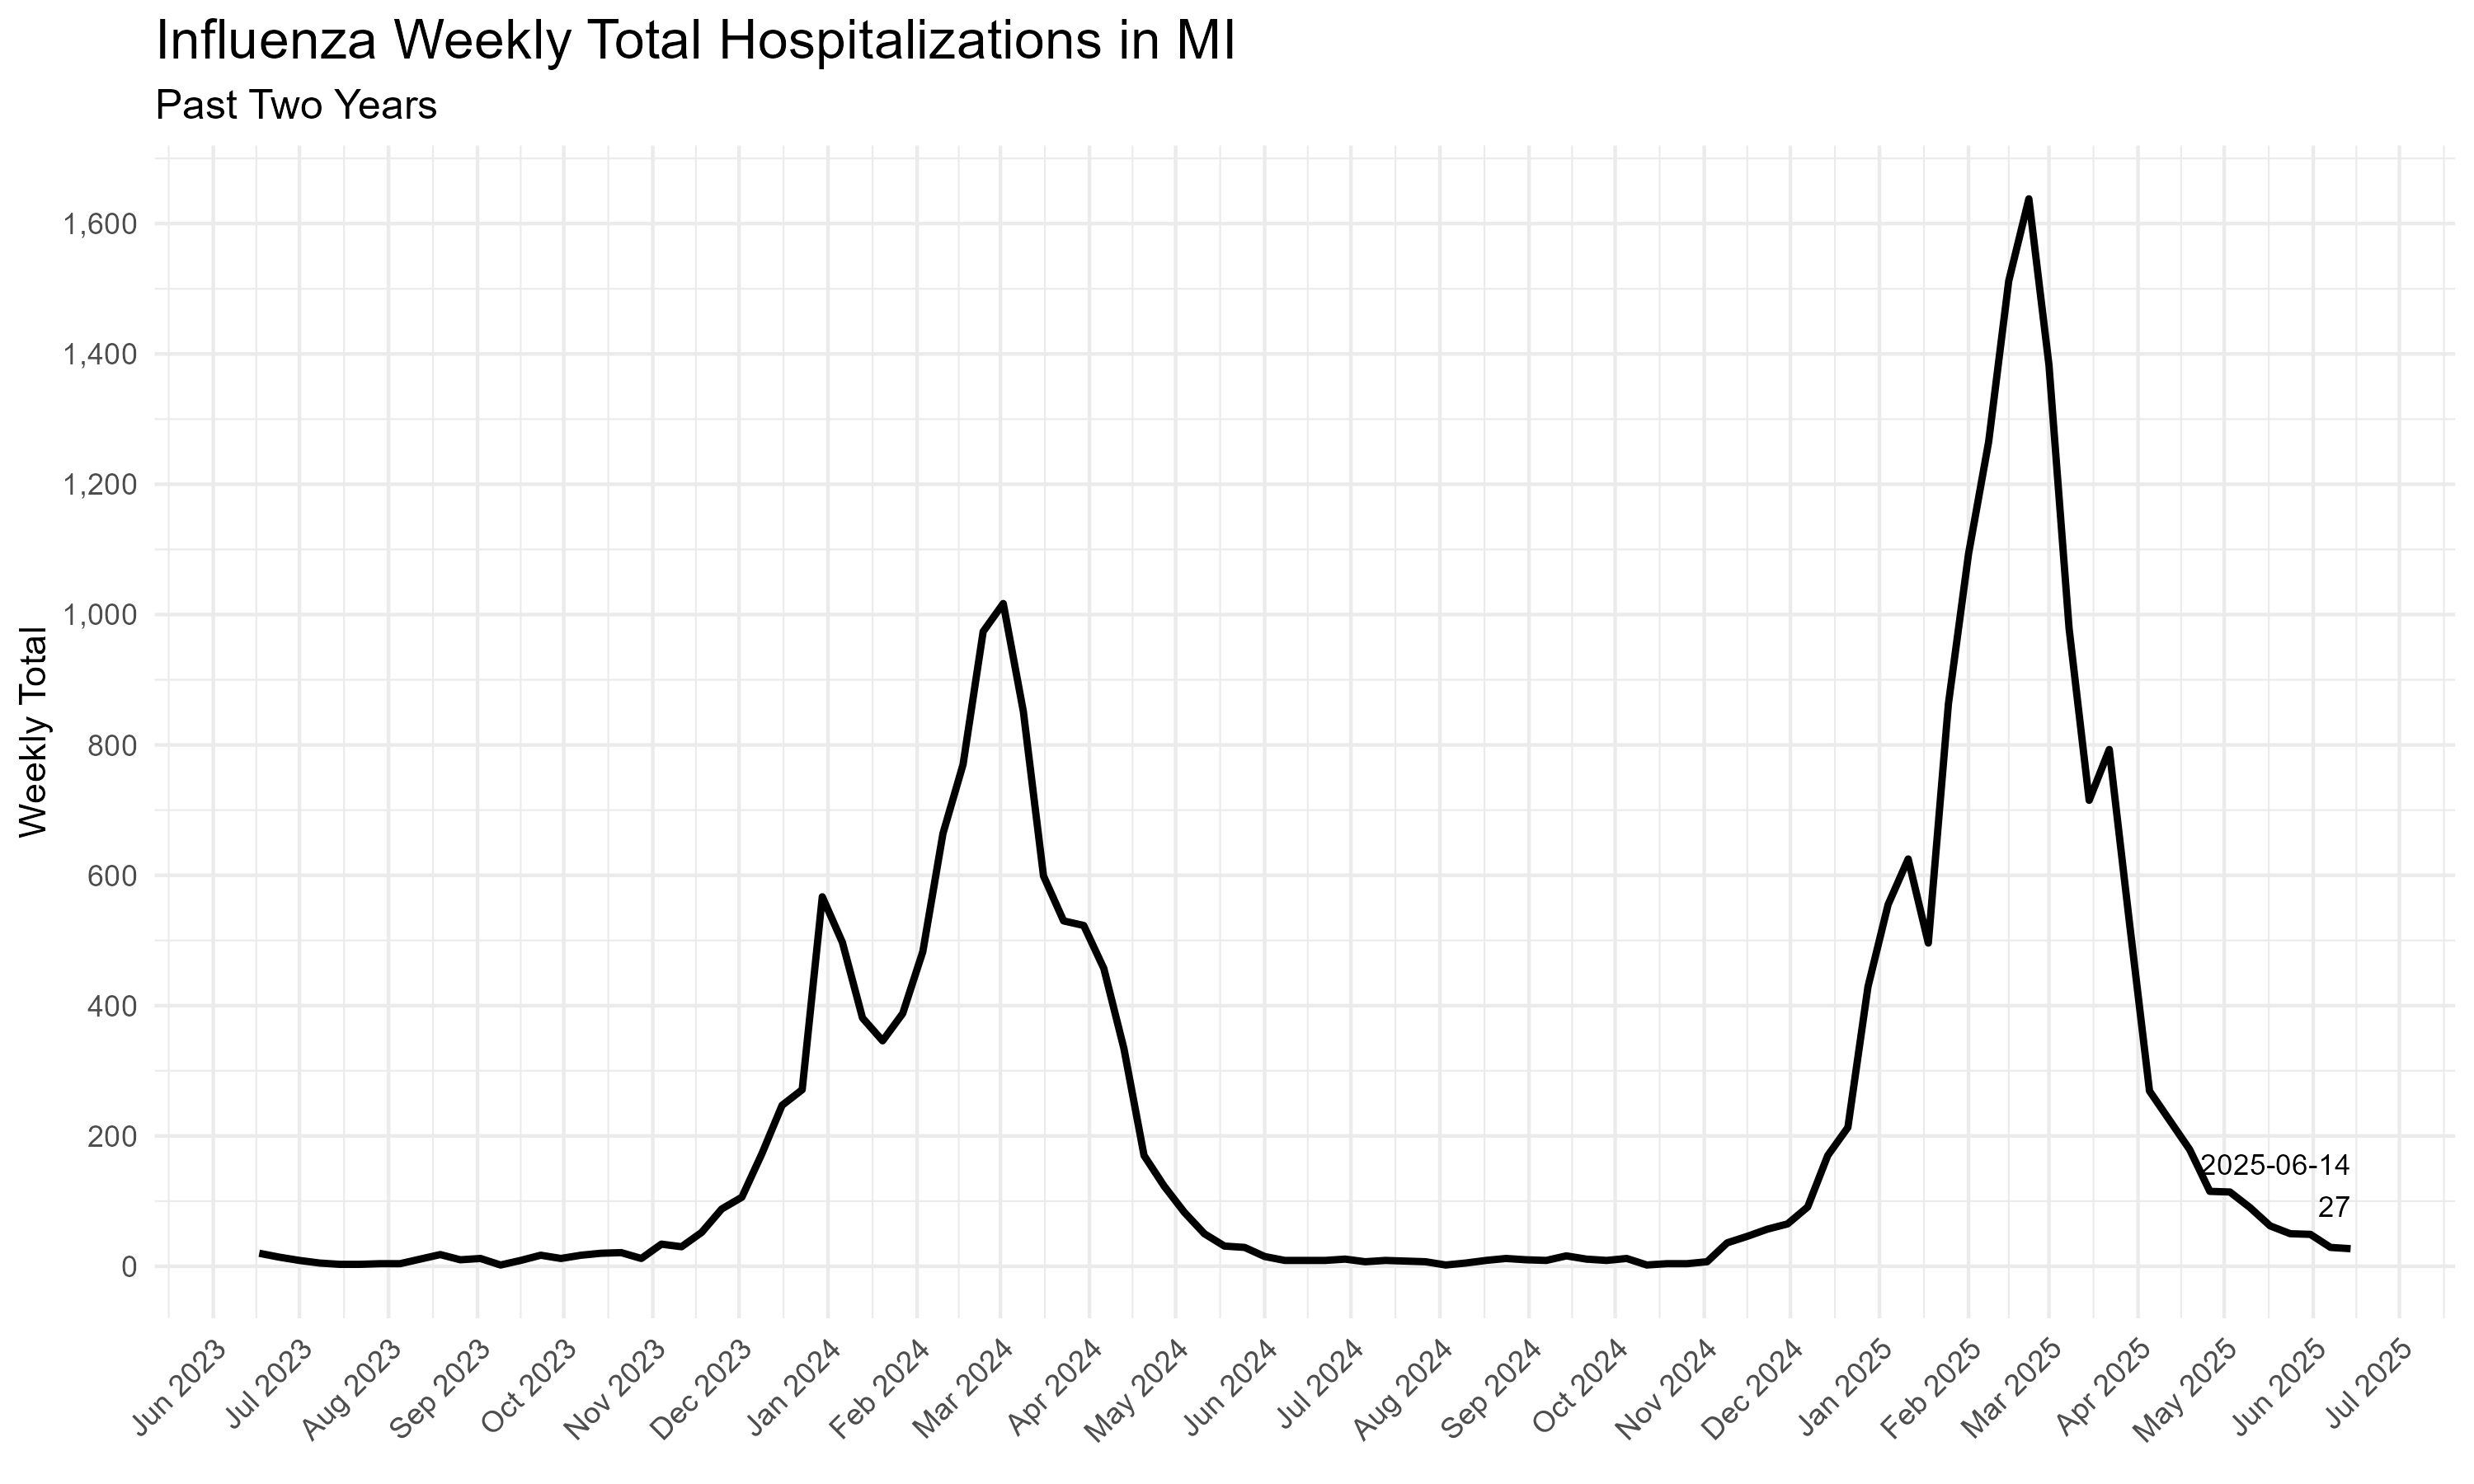 Influenza Weekly Total Hospitalizations in MI
Past Two Years
Weekly Total
1,600
1,400
1,200
1,000
800
600
400
200
0
2025-06-14
27
Jun 2023
Jul 2023
Aug 2023
Sep 2023
Oct 2023
Nov 2023
Dec 2023
Jan 2024
Feb 2024
Mar 2024
Apr 2024
May 2024
Jun 2024
Jul 2024
Aug 2024
Sep 2024
Oct 2024
Nov 2024
Dec 2024
Jan 2025
Feb 2025
Mar 2025
Apr 2025
May 2025
Jun 2025
Jul 2025